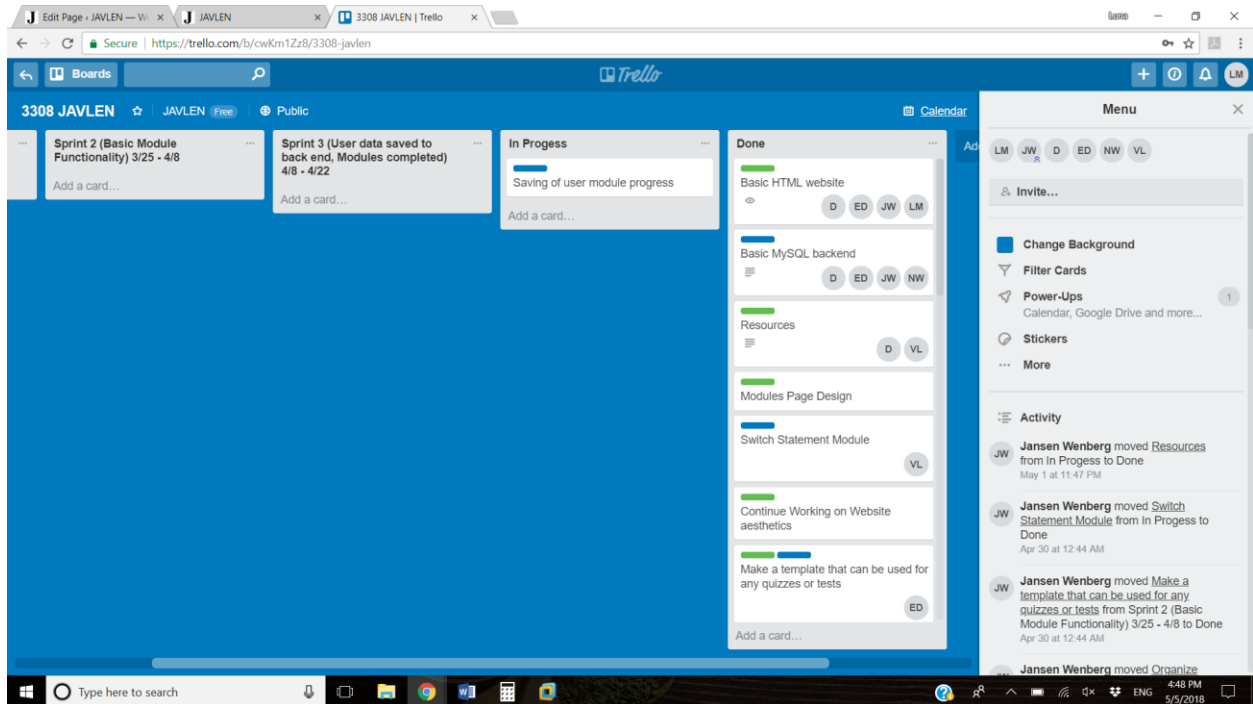 Edit Page ‹ JAVLEN — W
JAVLEN
3308 JAVLEN | Trello
Secure | https://trello.com/b/cwKm1Zz8/3308-javlen
Boards
Trello
LM
3308 JAVLEN
JAVLEN Free
Public
Calendar
Sprint 2 (Basic Module
Functionality) 3/25 - 4/8
Add a card…
Sprint 3 (User data saved to
back end, Modules completed)
4/8 - 4/22
Add a card…
In Progess
Saving of user module progress
Add a card…
Done
Basic HTML website
D ED JW LM
Basic MySQL backend
D ED JW NW
Resources
D VL
Modules Page Design
Switch Statement Module
VL
Continue Working on Website
aesthetics
Make a template that can be used for
any quizzes or tests
ED
Add a card…
Ad
Menu
LM JW D ED NW VL
Invite…
Change Background
Filter Cards
Power-Ups 1
Calendar, Google Drive and more…
Stickers
More
Activity
JW
Jansen Wenberg moved Resources
from In Progess to Done
May 1 at 11:47 PM
JW
Jansen Wenberg moved Switch
Statement Module from In Progess to
Done
Apr 30 at 12:44 AM
JW
Jansen Wenberg moved Make a
template that can be used for any
quizzes or tests from Sprint 2 (Basic
Module Functionality) 3/25 - 4/8 to Done
Apr 30 at 12:44 AM
Jansen Wenberg moved Organize
Type here to search
ENG
4:48 PM
5/5/2018